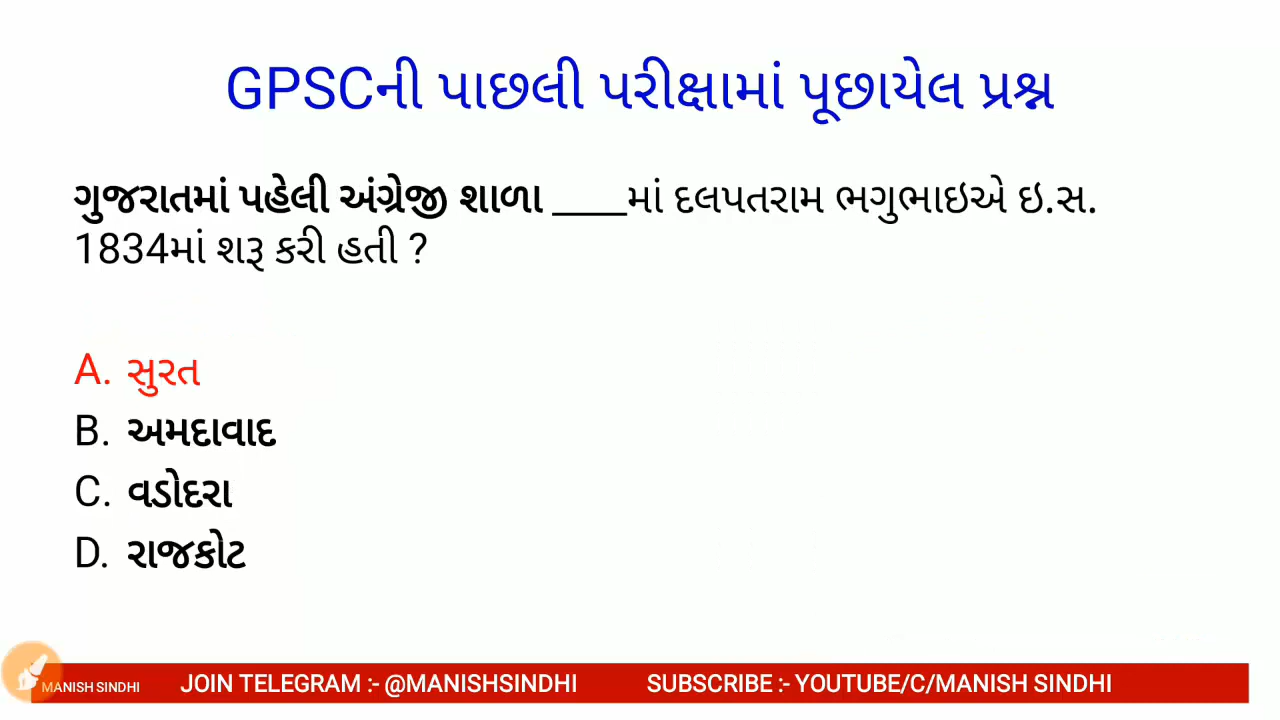 GPSCની પાછલી પરીક્ષામાં પૂછાયેલ પ્રશ્ન
ગુજરાતમાં પહેલી અંગ્રેજી શાળા ____માં દલપતરામ ભગુભાઇએ ઇ.સ.
1834માં શરૂ કરી હતી ?
A. સુરત
B. અમદાવાદ
C. વડોદરા
D. રાજકોટ
MANISH SINDHI JOIN TELEGRAM :- @MANISHSINDHI SUBSCRIBE :- YOUTUBE/C/MANISH SINDHI